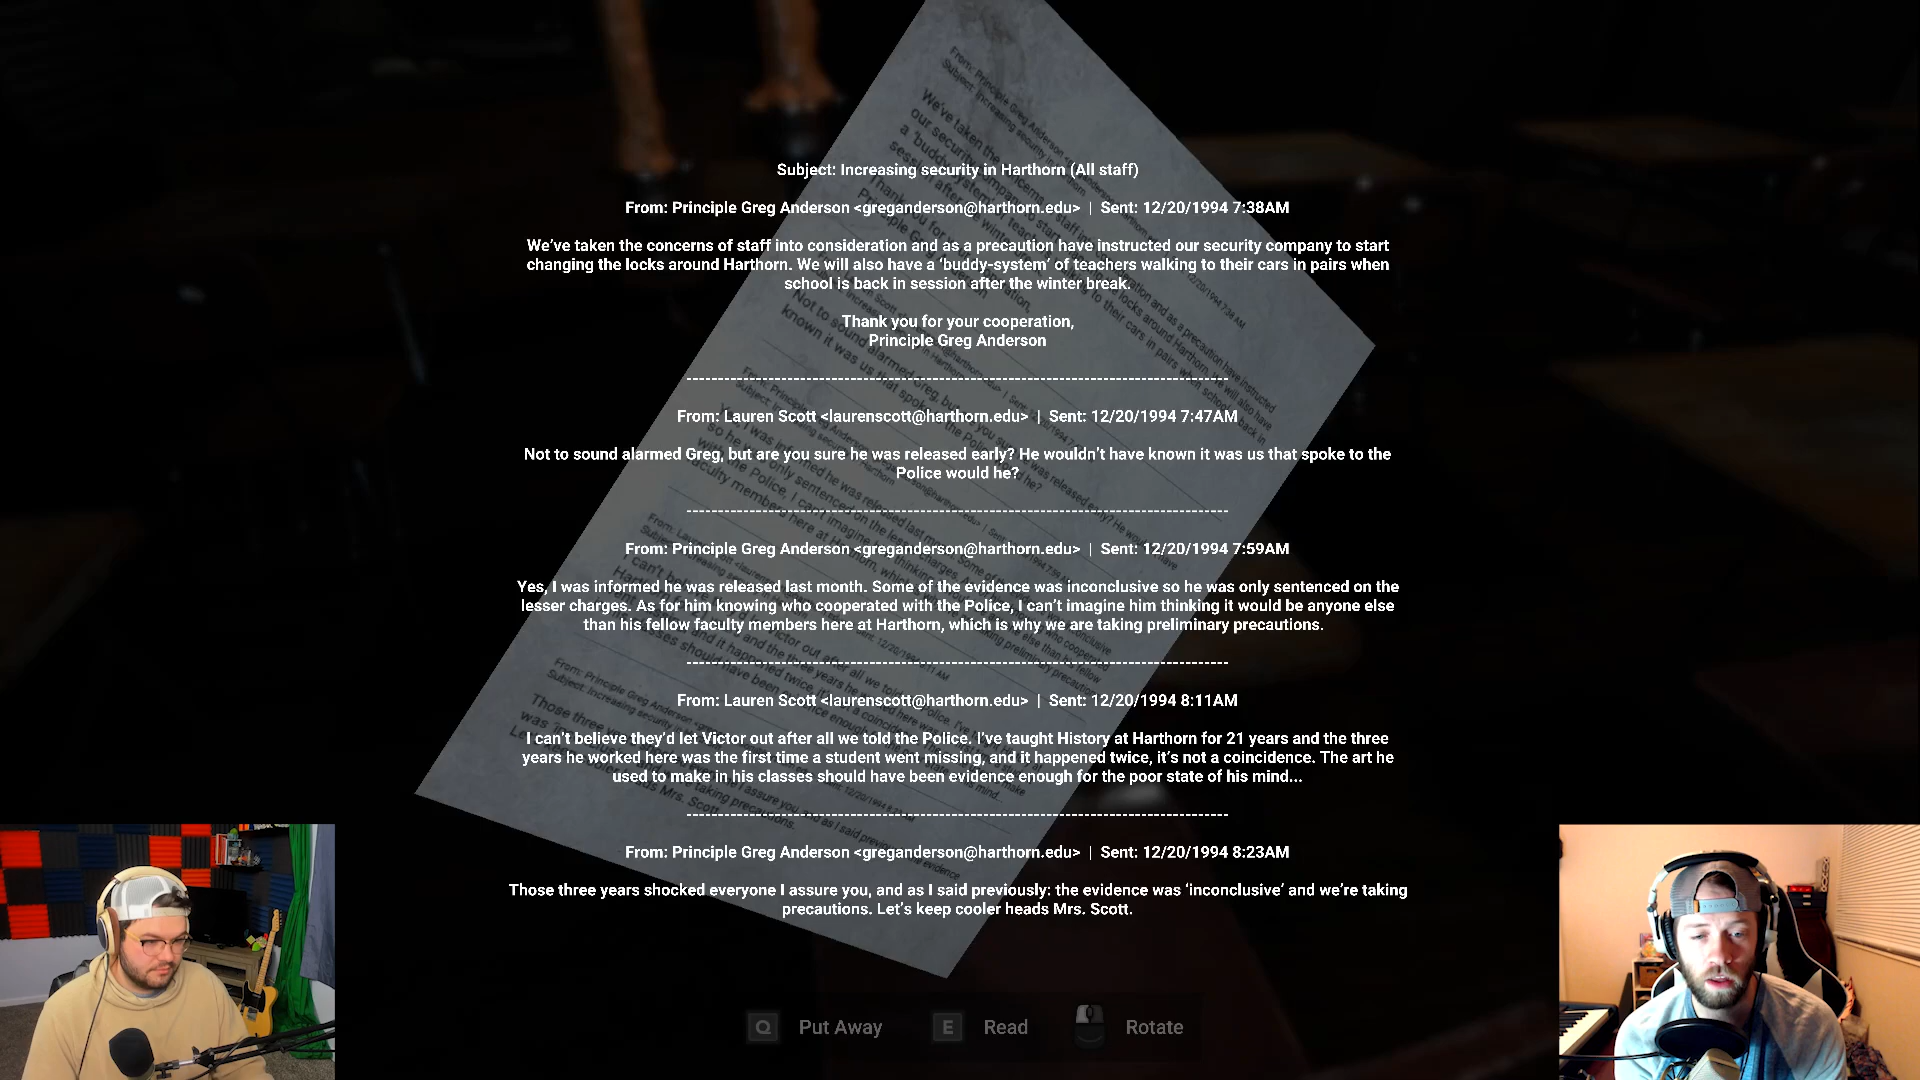 Subject: Increasing security in Harthorn (All staff)
From: Principle Greg Anderson <greganderson@harthorn.edu> | Sent: 12/20/1994 7:38AM
We've taken the concerns of staff into consideration and as a precaution have instructed our security company to start
changing the locks around Harthorn. We will also have a 'buddy-system' of teachers walking to their cars in pairs when
school is back in session after the winter break.
Thank you for your cooperation,
Principle Greg Anderson
--------------------------------------------------------------------------------------
From: Lauren Scott <laurenscott@harthorn.edu> | Sent: 12/20/1994 7:47AM
Not to sound alarmed Greg, but are you sure he was released early? He wouldn't have known it was us that spoke to the
Police would he?
--------------------------------------------------------------------------------------
From: Principle Greg Anderson <greganderson@harthorn.edu> | Sent: 12/20/1994 7:59AM
Yes, I was informed he was released last month. Some of the evidence was inconclusive so he was only sentenced on the
lesser charges. As for him knowing who cooperated with the Police, I can't imagine him thinking it would be anyone else
than his fellow faculty members here at Harthorn, which is why we are taking preliminary precautions.
--------------------------------------------------------------------------------------
From: Lauren Scott <laurenscott@harthorn.edu> | Sent: 12/20/1994 8:11AM
I can't believe they'd let Victor out after all we told the Police. I've taught History at Harthorn for 21 years and the three
years he worked here was the first time a student went missing, and it happened twice, it's not a coincidence. The art he
used to make in his classes should have been evidence enough for the poor state of his mind...
--------------------------------------------------------------------------------------
From: Principle Greg Anderson <greganderson@harthorn.edu> | Sent: 12/20/1994 8:23AM
Those three years shocked everyone I assure you, and as I said previously: the evidence was 'inconclusive' and we're taking
precautions. Let's keep cooler heads Mrs. Scott.
Q Put Away E Read Rotate